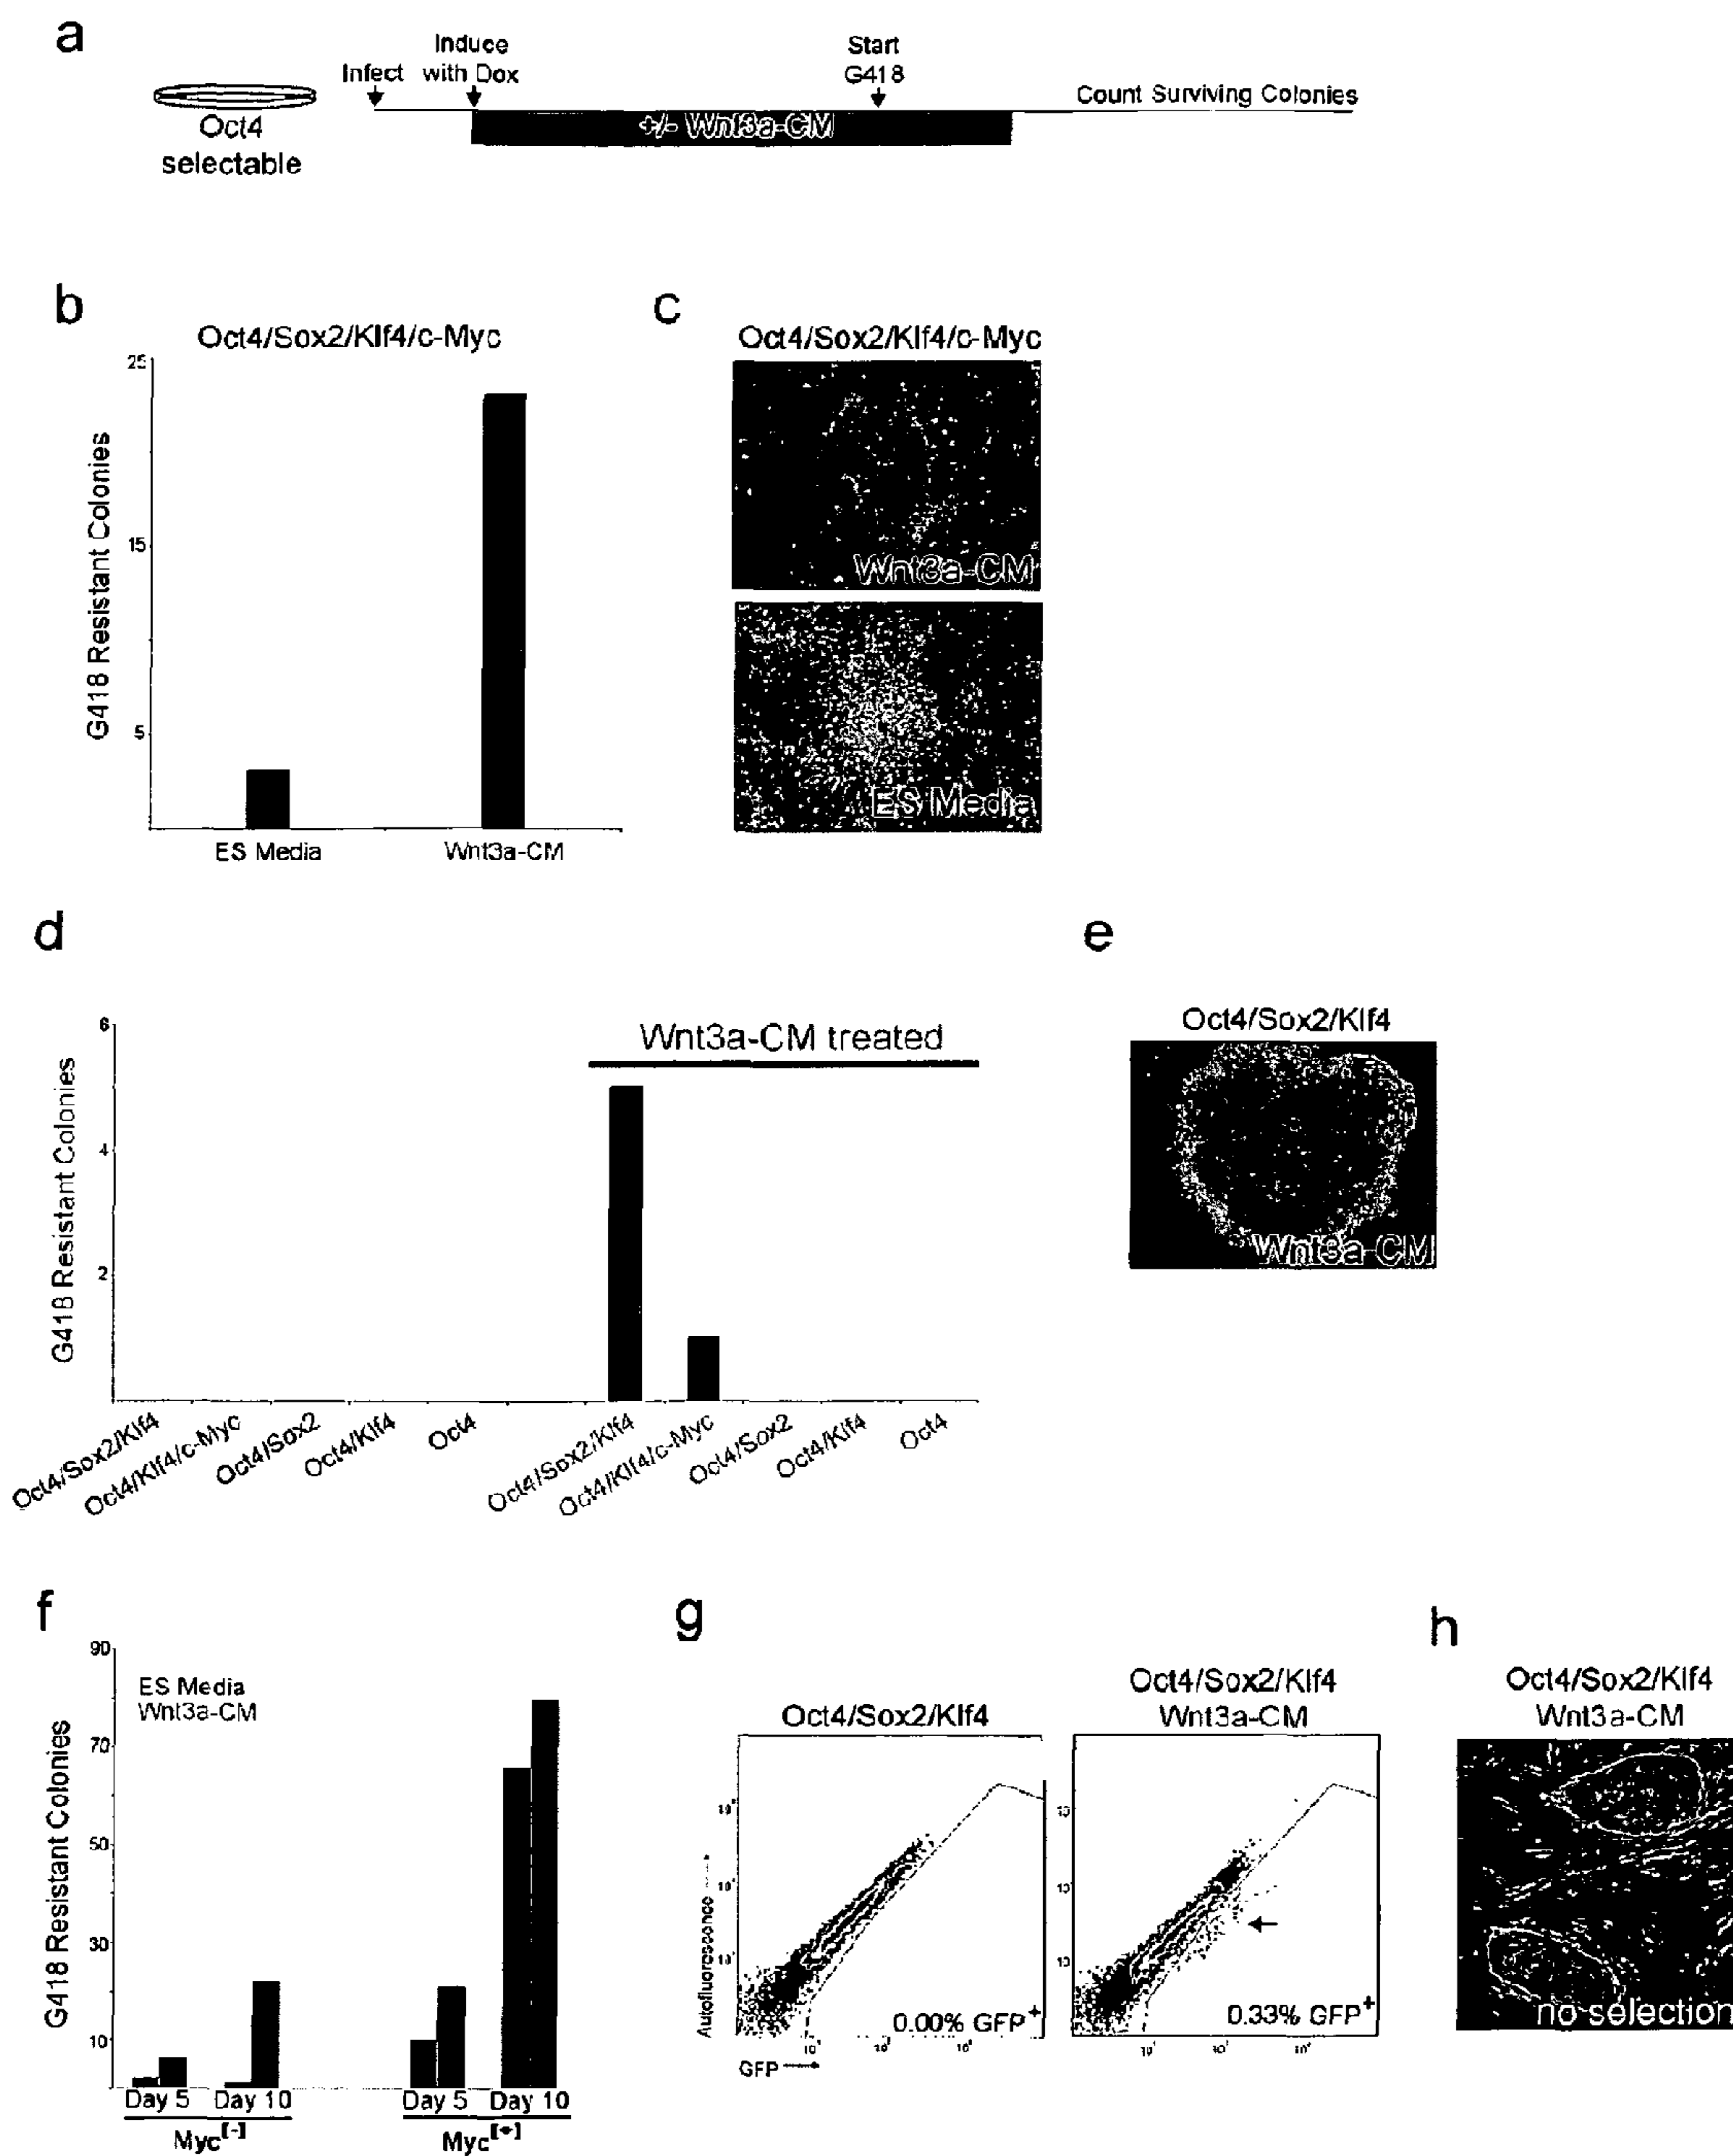 a
Infect
Induce
with Dox
Start
G418
Count Surviving Colonies
+/- Wnt3a-CM
Oct4
selectable
b
Oct4/Sox2/Klf4/c-Myc
G418 Resistant Colonies
25
15
5
ES Media
Wnt3a-CM
c
Oct4/Sox2/Klf4/c-Myc
Wnt3a-CM
ES Media
d
G418 Resistant Colonies
6
4
2
Wnt3a-CM treated
Oct4/Sox2/Klf4
Oct4/Klf4/c-Myc
Oct4/Sox2
Oct4/Klf4
Oct4
Oct4/Sox2/Klf4
Oct4/Klf4/c-Myc
Oct4/Sox2
Oct4/Klf4
Oct4
e
Oct4/Sox2/Klf4
Wnt3a-CM
f
G418 Resistant Colonies
90
70
50
30
10
ES Media
Wnt3a-CM
Day 5
Day 10
Day 5
Day 10
Myc[-]
Myc[+]
g
Oct4/Sox2/Klf4
Autofluorescence
0.00% GFP+
GFP
Oct4/Sox2/Klf4
Wnt3a-CM
0.33% GFP+
h
Oct4/Sox2/Klf4
Wnt3a-CM
no selection